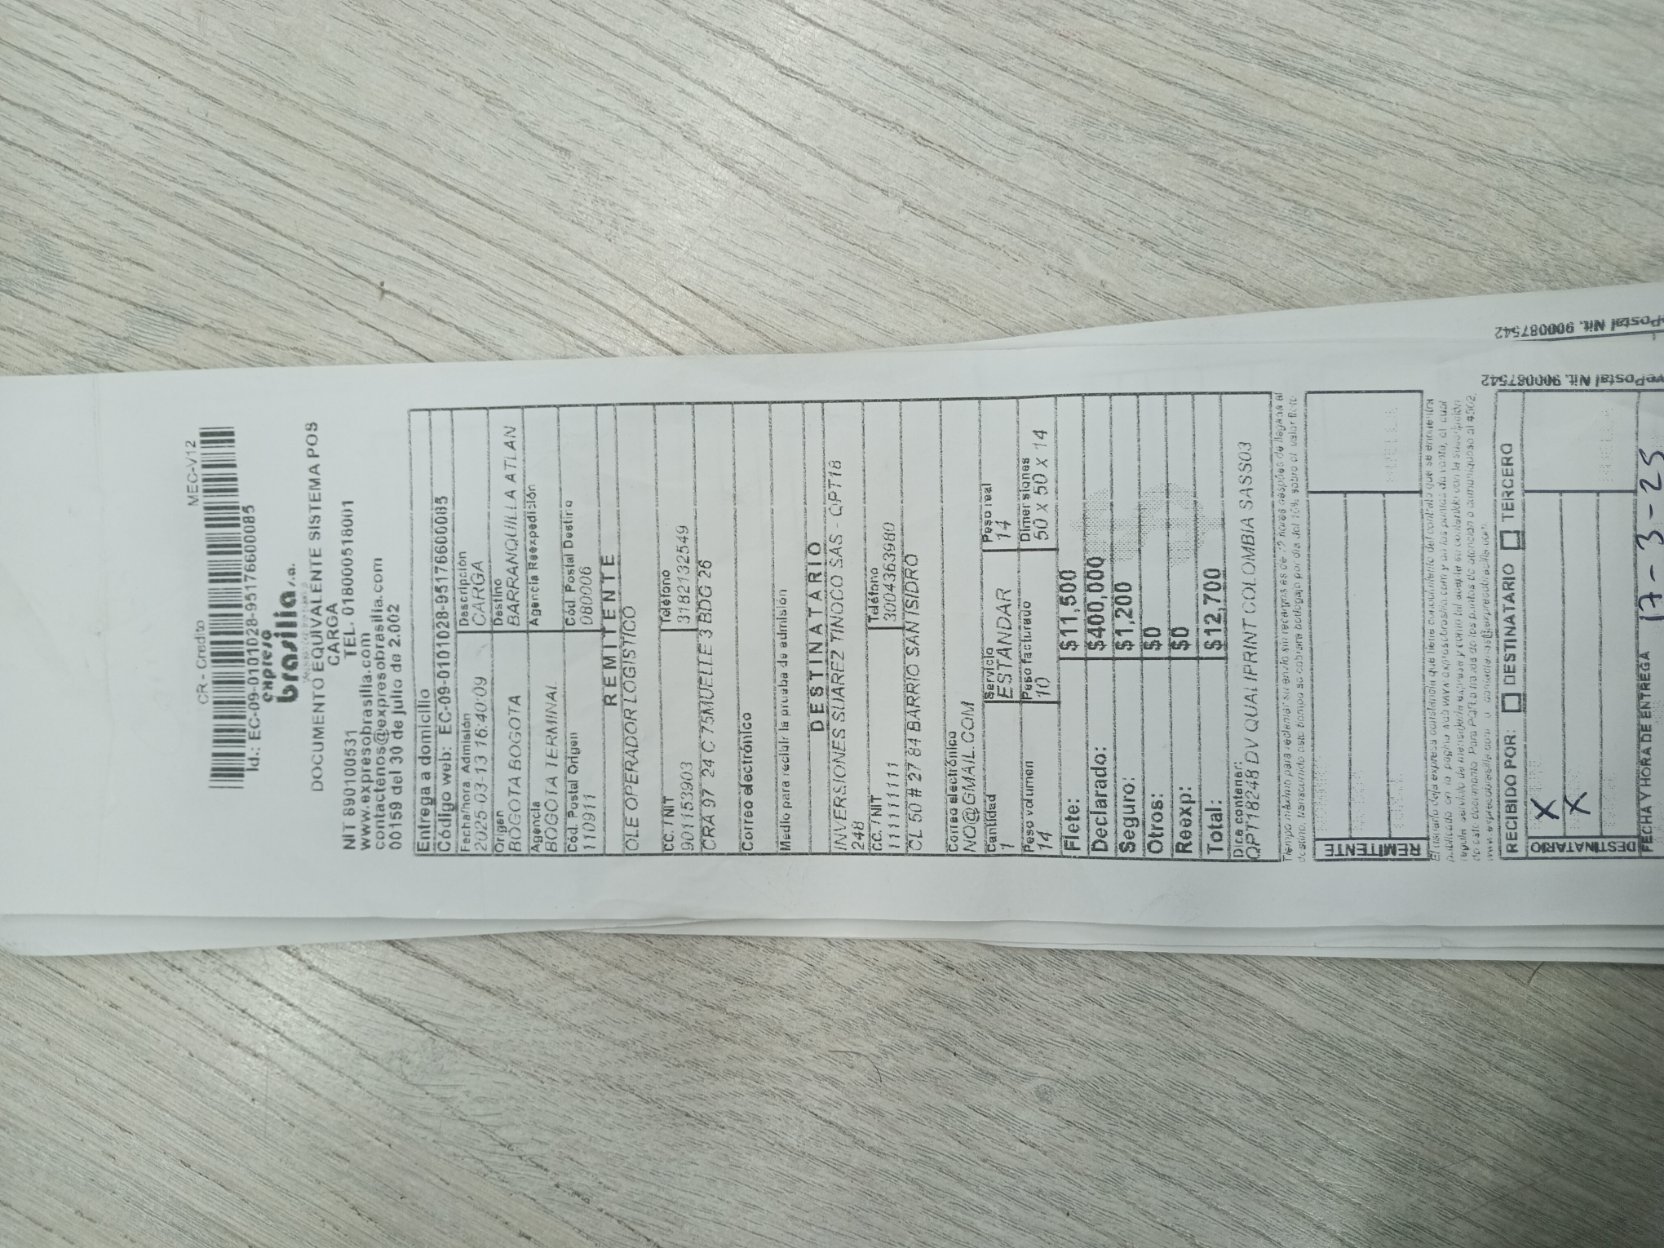 CR - Crédito
MEC-V12
Id.: EC-09-0101028-9517660085
expreso
brasilia s.a.
DOCUMENTO EQUIVALENTE SISTEMA POS
CARGA
NIT 890100531 TEL. 018000518001
www.expresobrasilia.com
contactenos@expresobrasilia.com
00159 del 30 de julio de 2.002
Entrega a domicilio
Código web: EC-09-0101028-9517660085
Fecha/hora Admisión Descripción
2025-03-13 16:40:09 CARGA
Origen Destino
BOGOTA BOGOTA BARRANQUILLA ATLAN
Agencia Agencia Reexpedición
BOGOTA TERMINAL
Cód. Postal Origen Cód. Postal Destino
110911 080006
REMITENTE
OLE OPERADOR LOGISTICO
CC. / NIT Teléfono
901153903 3182132549
CRA 97 24 C 75MUELLE 3 BDG 26
Correo electrónico
Medio para recibir la prueba de admisión
DESTINATARIO
INVERSIONES SUAREZ TINOCO SAS - QPT18
248
CC. / NIT Teléfono
1111111111 3004363980
CL 50 # 27 84 BARRIO SAN ISIDRO
Correo electrónico
NO@GMAIL.COM
Cantidad Servicio Peso real
1 ESTANDAR 14
Peso volumen Peso facturado Dimensiones
14 10 50 X 50 X 14
Flete: $11,500
Declarado: $400,000
Seguro: $1,200
Otros: $0
Reexp: $0
Total: $12,700
Dice contener:
QPT18248 DV QUALIPRINT COLOMBIA SASS03
REMITENTE
RECIBIDO POR: DESTINATARIO TERCERO
X
X
DESTINATARIO
FECHA Y HORA DE ENTREGA 17-3-25
Postal Nit. 900087542
Postal Nit. 900087542